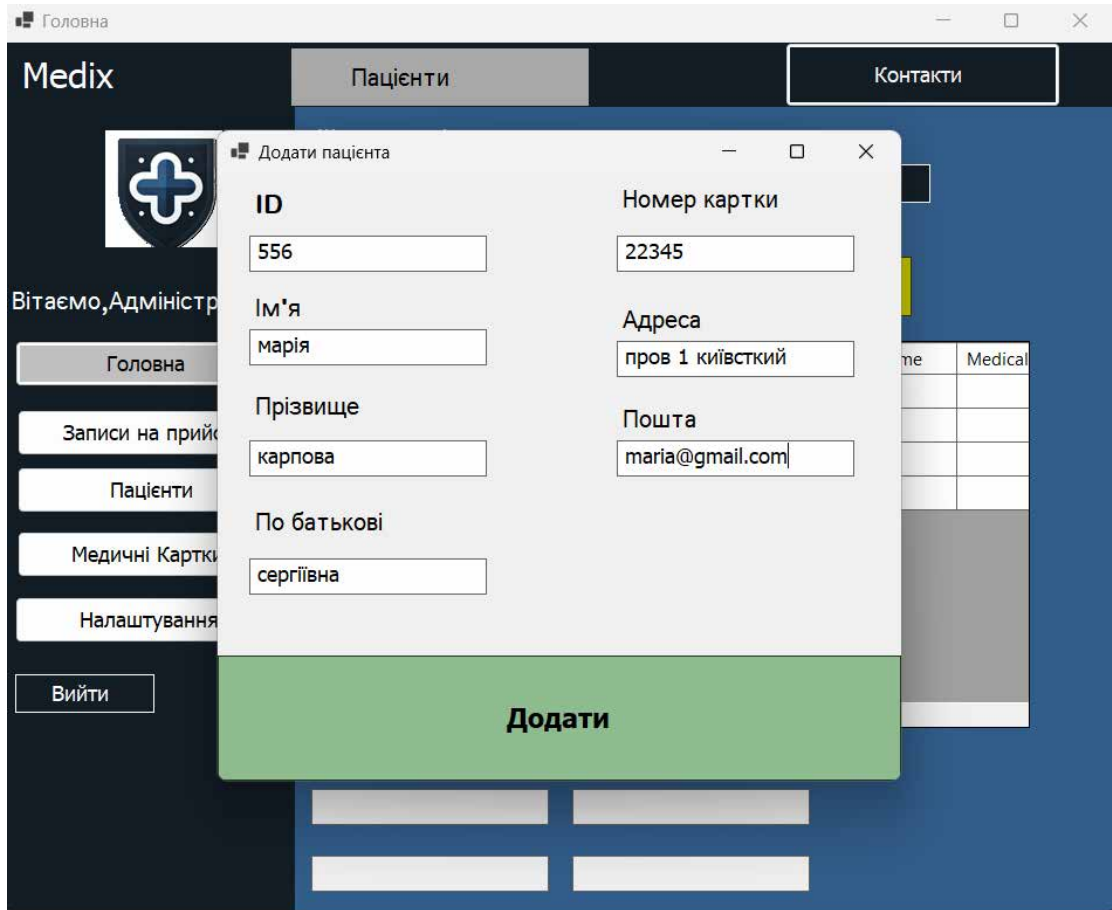 Головна
Medix
Пацієнти
Контакти
Додати пацієнта
ID
Номер картки
556
22345
Вітаємо,Адміністр
Ім'я
Адреса
марія
пров 1 київсткий
Головна
me
Medical
Прізвище
Пошта
Записи на прийо
карпова
maria@gmail.com
Пацієнти
По батькові
Медичні Картки
сергіївна
Налаштування
Вийти
Додати